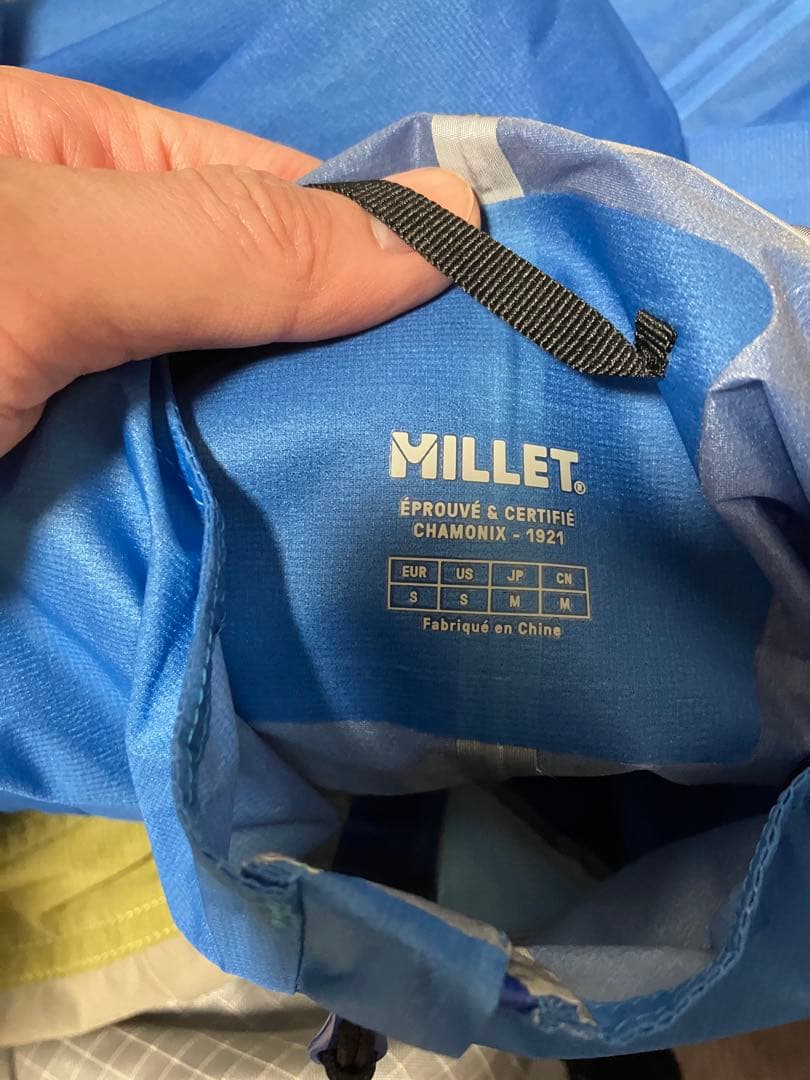 MILLET®
ÉPROUVÉ & CERTIFIÉ
CHAMONIX - 1921
EUR US JP CN
S S M M
Fabriqué en Chine